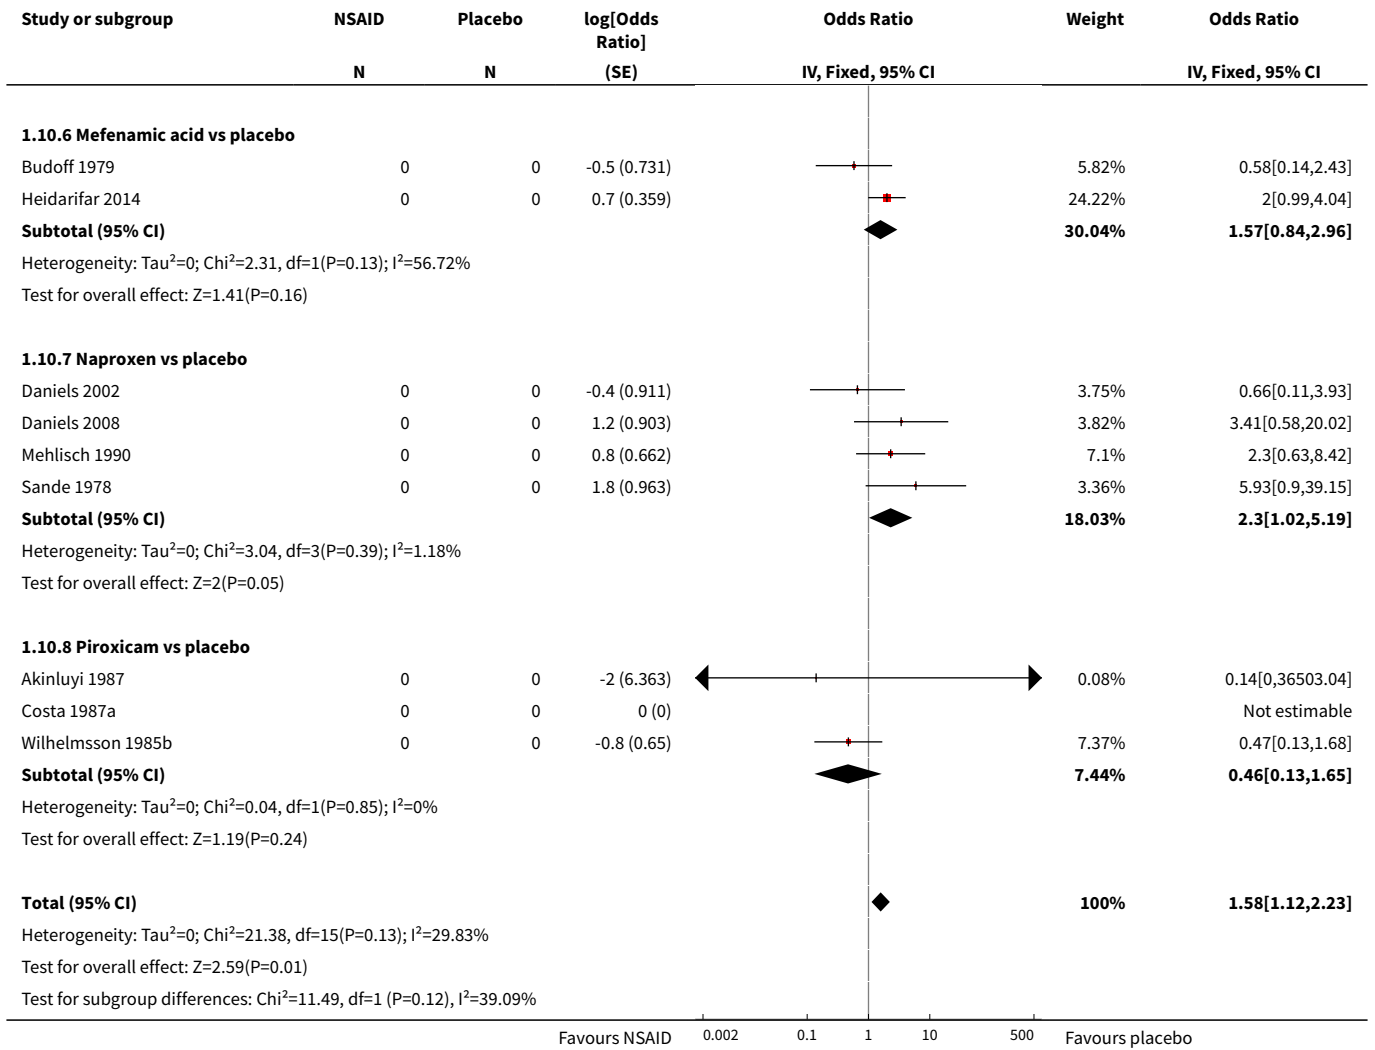 Study or subgroup NSAID Placebo log[Odds Ratio] Odds Ratio Weight Odds Ratio
N N (SE) IV, Fixed, 95% CI IV, Fixed, 95% CI
1.10.6 Mefenamic acid vs placebo
Budoff 1979 0 0 -0.5 (0.731) 5.82% 0.58[0.14,2.43]
Heidarifar 2014 0 0 0.7 (0.359) 24.22% 2[0.99,4.04]
Subtotal (95% CI) 30.04% 1.57[0.84,2.96]
Heterogeneity: Tau²=0; Chi²=2.31, df=1(P=0.13); I²=56.72%
Test for overall effect: Z=1.41(P=0.16)
1.10.7 Naproxen vs placebo
Daniels 2002 0 0 -0.4 (0.911) 3.75% 0.66[0.11,3.93]
Daniels 2008 0 0 1.2 (0.903) 3.82% 3.41[0.58,20.02]
Mehlisch 1990 0 0 0.8 (0.662) 7.1% 2.3[0.63,8.42]
Sande 1978 0 0 1.8 (0.963) 3.36% 5.93[0.9,39.15]
Subtotal (95% CI) 18.03% 2.3[1.02,5.19]
Heterogeneity: Tau²=0; Chi²=3.04, df=3(P=0.39); I²=1.18%
Test for overall effect: Z=2(P=0.05)
1.10.8 Piroxicam vs placebo
Akinluyi 1987 0 0 -2 (6.363) 0.08% 0.14[0,36503.04]
Costa 1987a 0 0 0 (0) Not estimable
Wilhelmsson 1985b 0 0 -0.8 (0.65) 7.37% 0.47[0.13,1.68]
Subtotal (95% CI) 7.44% 0.46[0.13,1.65]
Heterogeneity: Tau²=0; Chi²=0.04, df=1(P=0.85); I²=0%
Test for overall effect: Z=1.19(P=0.24)
Total (95% CI) 100% 1.58[1.12,2.23]
Heterogeneity: Tau²=0; Chi²=21.38, df=15(P=0.13); I²=29.83%
Test for overall effect: Z=2.59(P=0.01)
Test for subgroup differences: Chi²=11.49, df=1 (P=0.12), I²=39.09%
Favours NSAID 0.002 0.1 1 10 500 Favours placebo